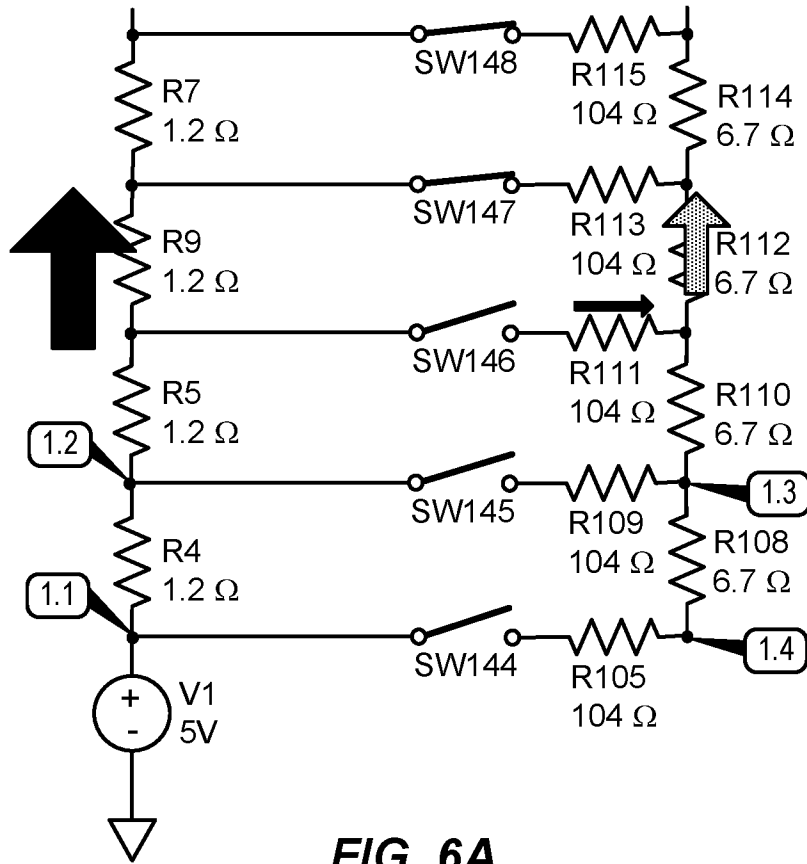 SW148
R115
104 Ω
R7
1.2 Ω
R114
6.7 Ω
SW147
R113
104 Ω
R9
1.2 Ω
R112
6.7 Ω
SW146
R111
104 Ω
R5
1.2 Ω
R110
6.7 Ω
1.2
SW145
R109
104 Ω
1.3
R4
1.2 Ω
R108
6.7 Ω
1.1
SW144
R105
104 Ω
1.4
+
-
V1
5V
FIG. 6A